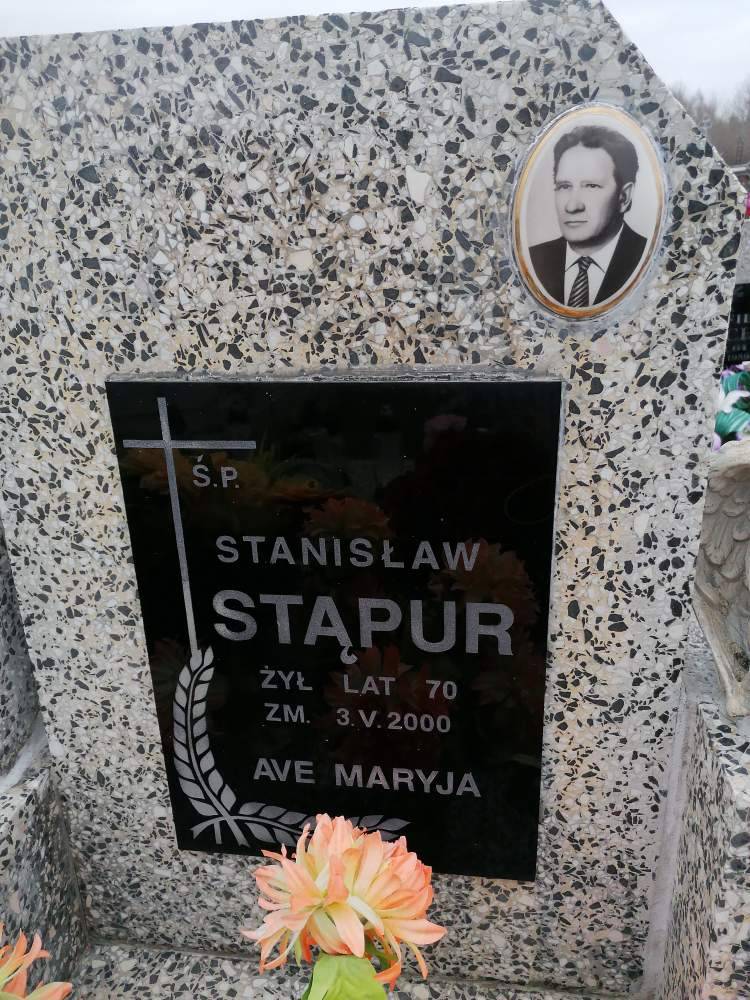 Ś.P.
STANISŁAW
STĄPUR
ŻYŁ LAT 70
ZM. 3.V.2000
AVE MARYJA